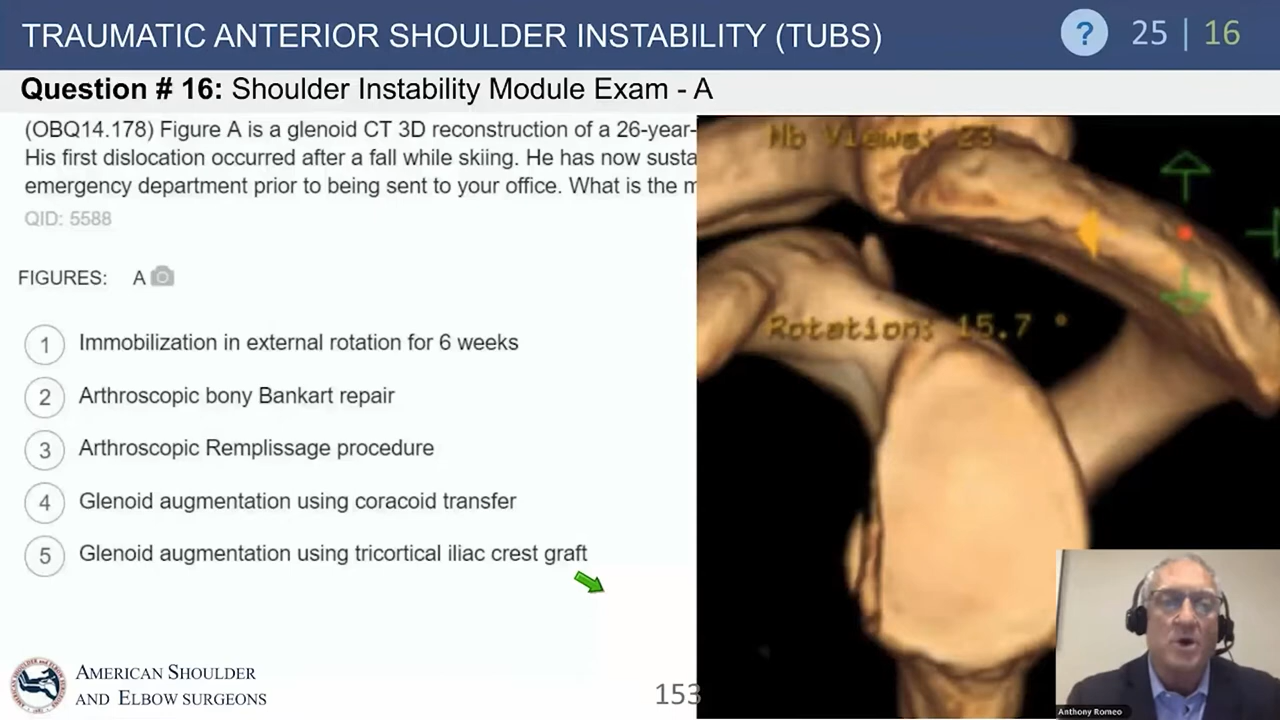 TRAUMATIC ANTERIOR SHOULDER INSTABILITY (TUBS)
? 25 | 16
Question # 16: Shoulder Instability Module Exam - A
(OBQ14.178) Figure A is a glenoid CT 3D reconstruction of a 26-year-
His first dislocation occurred after a fall while skiing. He has now susta
emergency department prior to being sent to your office. What is the m
QID: 5588
FIGURES: A
1 Immobilization in external rotation for 6 weeks
2 Arthroscopic bony Bankart repair
3 Arthroscopic Remplissage procedure
4 Glenoid augmentation using coracoid transfer
5 Glenoid augmentation using tricortical iliac crest graft
Nb Views: 23
Rotation: 15.7 °
AMERICAN SHOULDER
AND ELBOW SURGEONS
153
Anthony Romeo